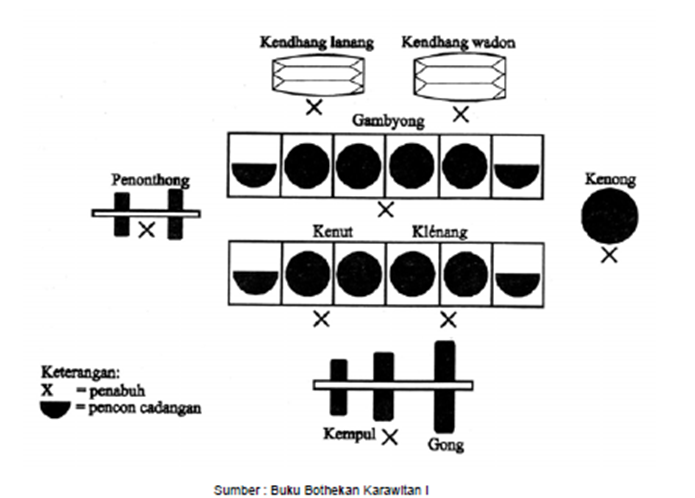 Kendhang lanang
Kendhang wadon
Gambyong
Penonthong
Kenong
Kenut
Klénang
Keterangan:
X = penabuh
= pencon cadangan
Kempul
Gong
Sumber : Buku Bothekan Karawitan I